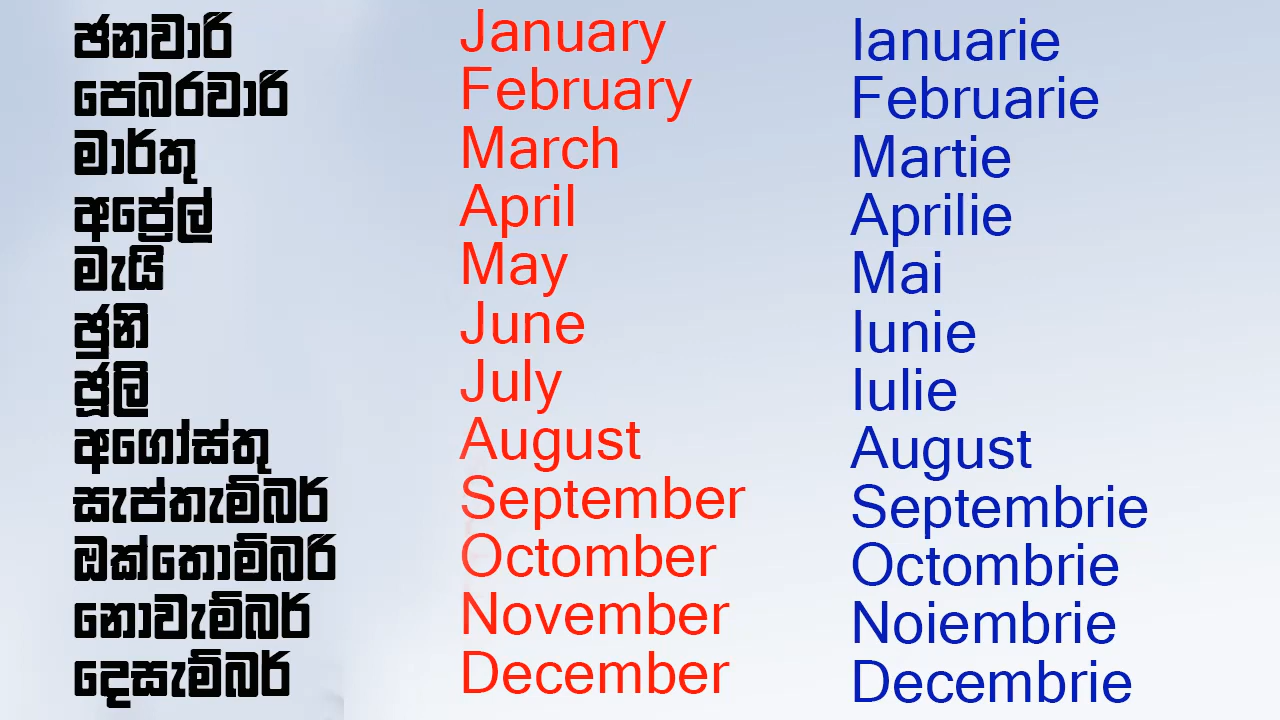 ජනවාරි January Ianuarie
පෙබරවාරි February Februarie
මාර්තු March Martie
අප්‍රේල් April Aprilie
මැයි May Mai
ජුනි June Iunie
ජූලි July Iulie
අගෝස්තු August August
සැප්තැම්බර් September Septembrie
ඔක්තොම්බරි Octomber Octombrie
නොවැම්බර් November Noiembrie
දෙසැම්බර් December Decembrie